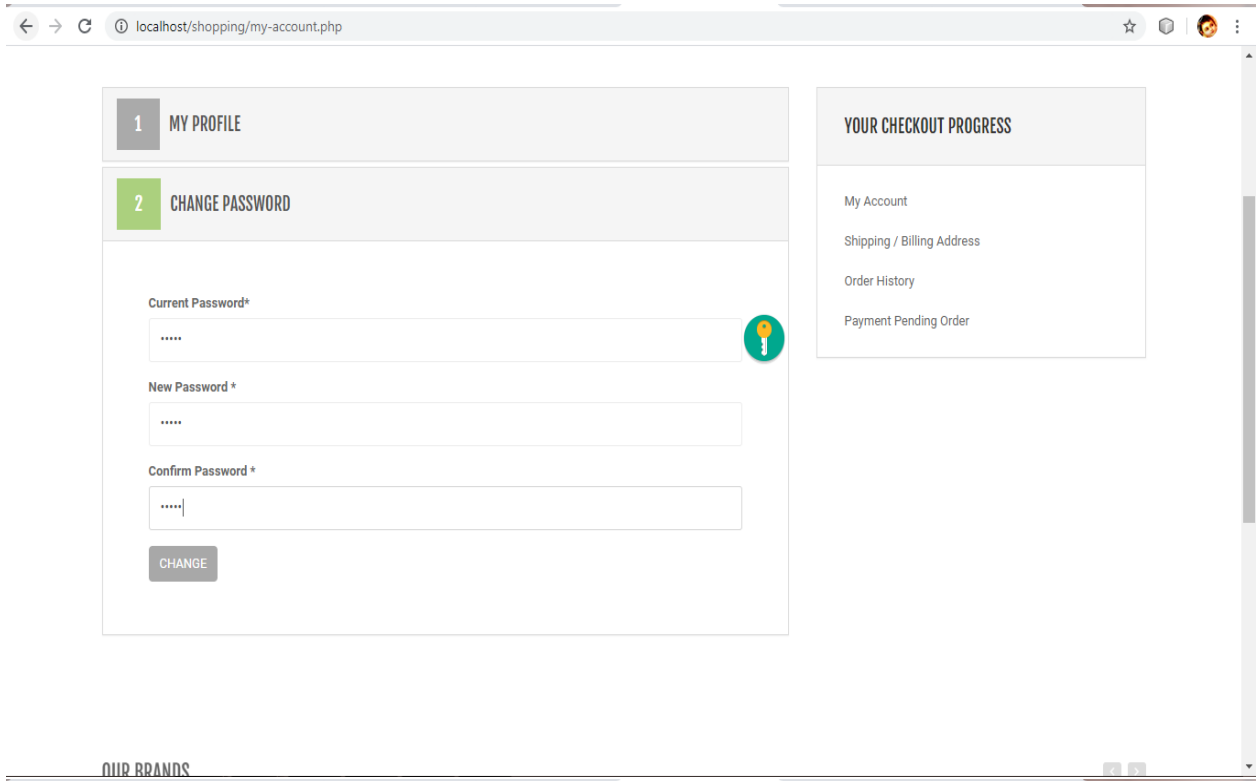 localhost/shopping/my-account.php
1 MY PROFILE
2 CHANGE PASSWORD
Current Password*
•••••
New Password *
•••••
Confirm Password *
•••••
CHANGE
YOUR CHECKOUT PROGRESS
My Account
Shipping / Billing Address
Order History
Payment Pending Order
OUR BRANDS